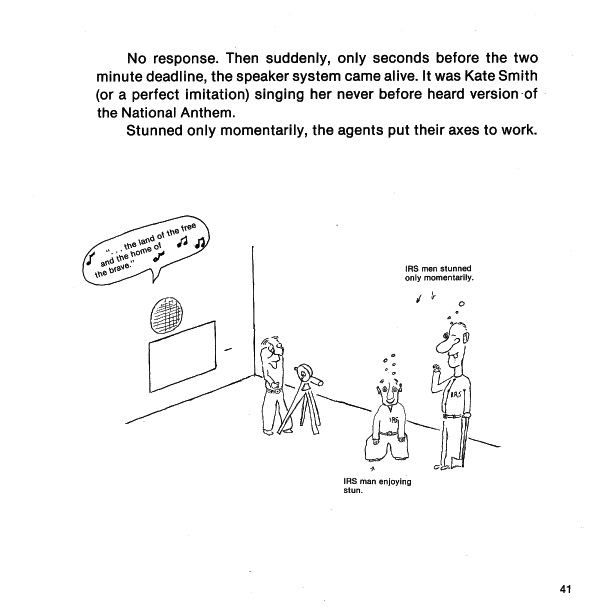 No response. Then suddenly, only seconds before the two
minute deadline, the speaker system came alive. It was Kate Smith
(or a perfect imitation) singing her never before heard version of
the National Anthem.
Stunned only momentarily, the agents put their axes to work.
“. . . the land of the free
and the home of
the brave.”
IRS men stunned
only momentarily.
IRS
IRS
IRS man enjoying
stun.
41